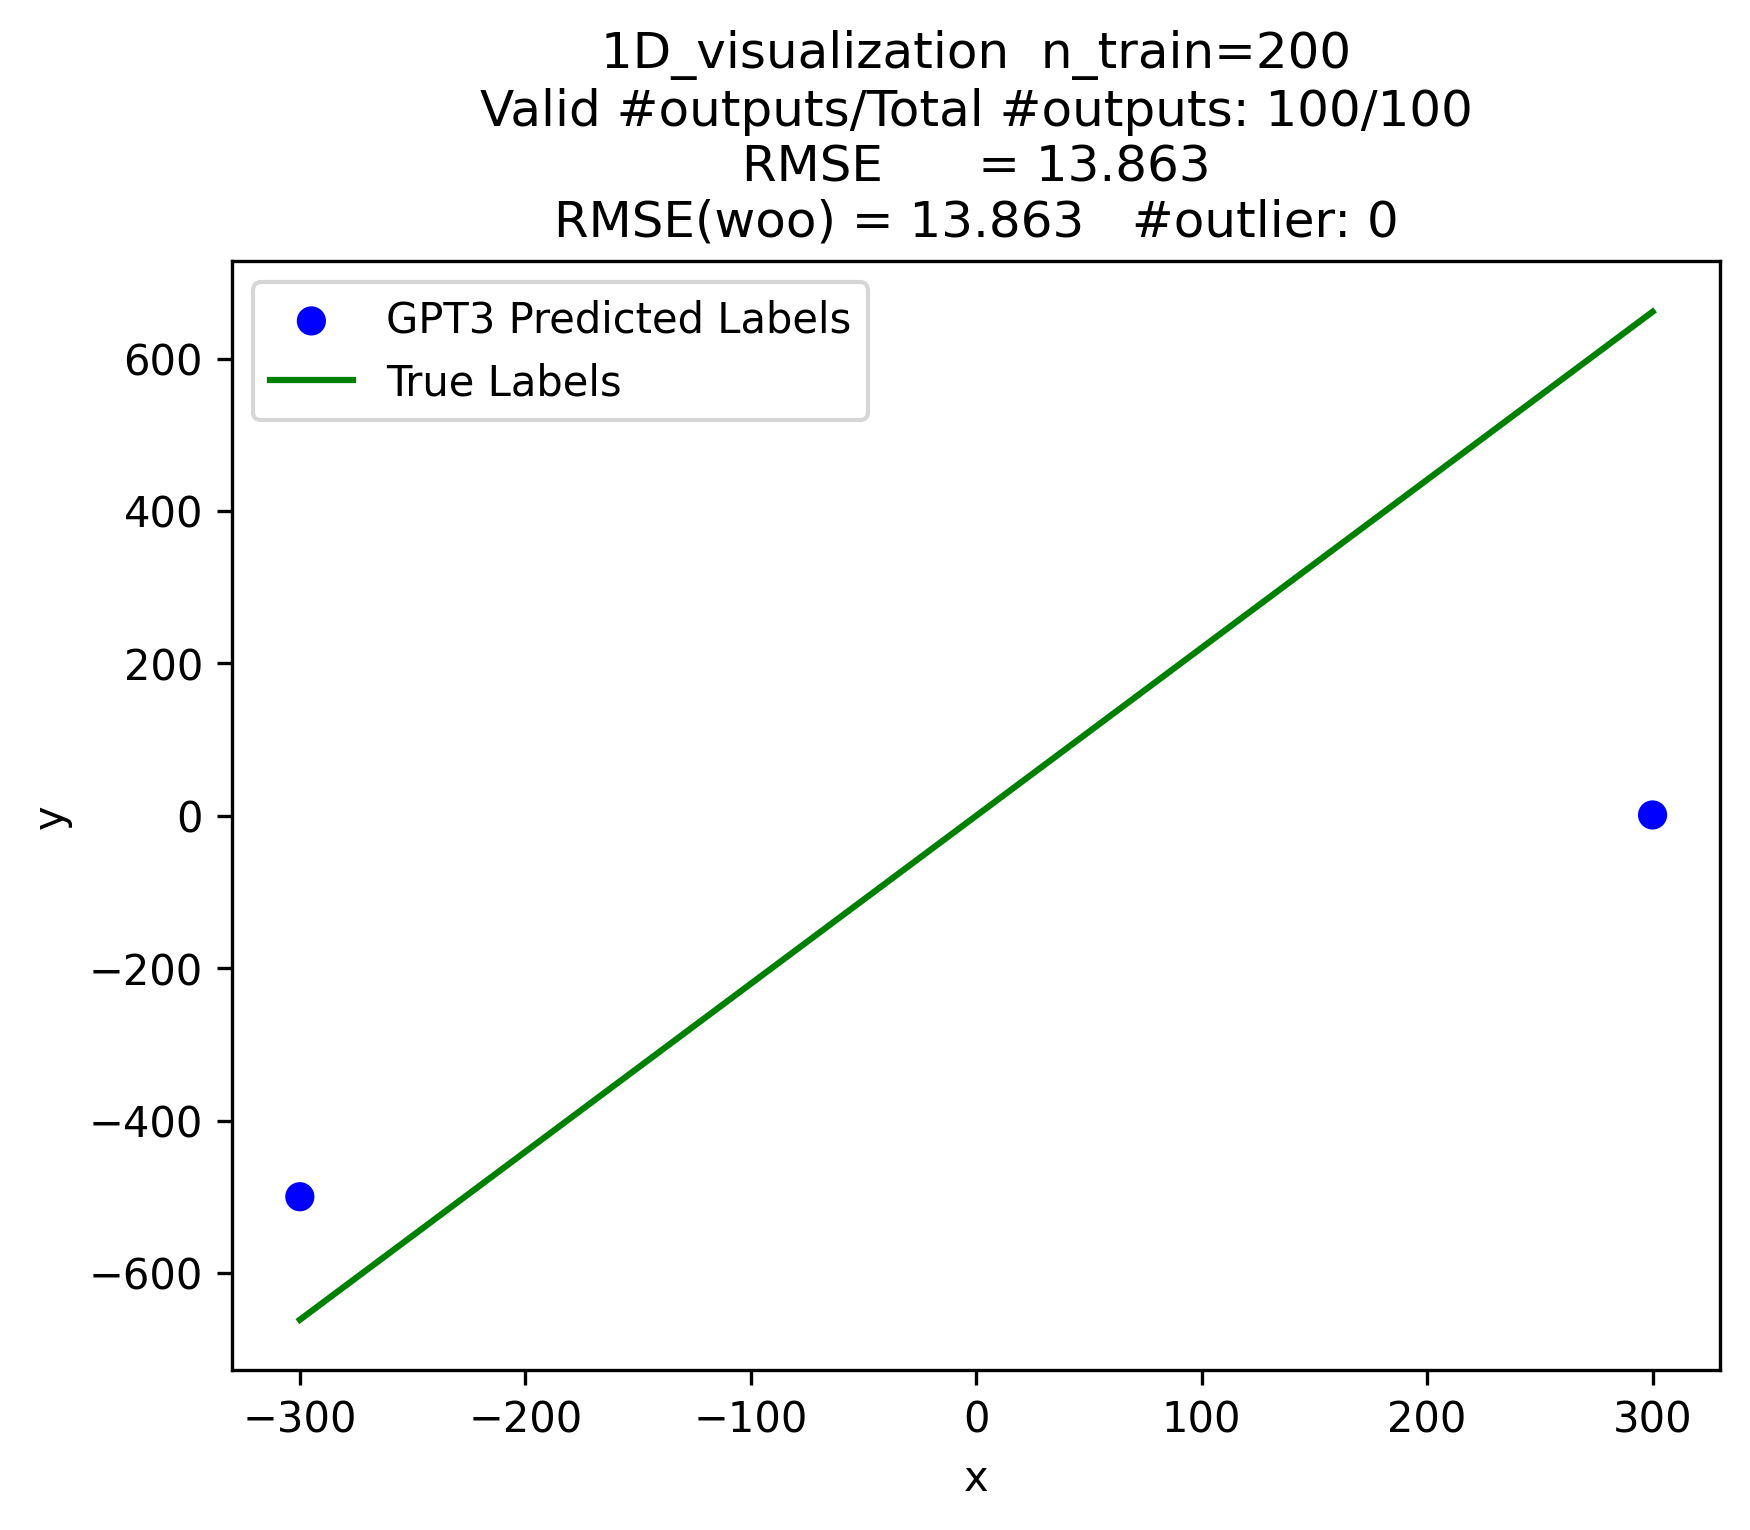 1D_visualization  n_train=200
Valid #outputs/Total #outputs: 100/100
RMSE      = 13.863
RMSE(woo) = 13.863   #outlier: 0
GPT3 Predicted Labels
True Labels
600
400
200
0
−200
−400
−600
y
−300
−200
−100
0
100
200
300
x